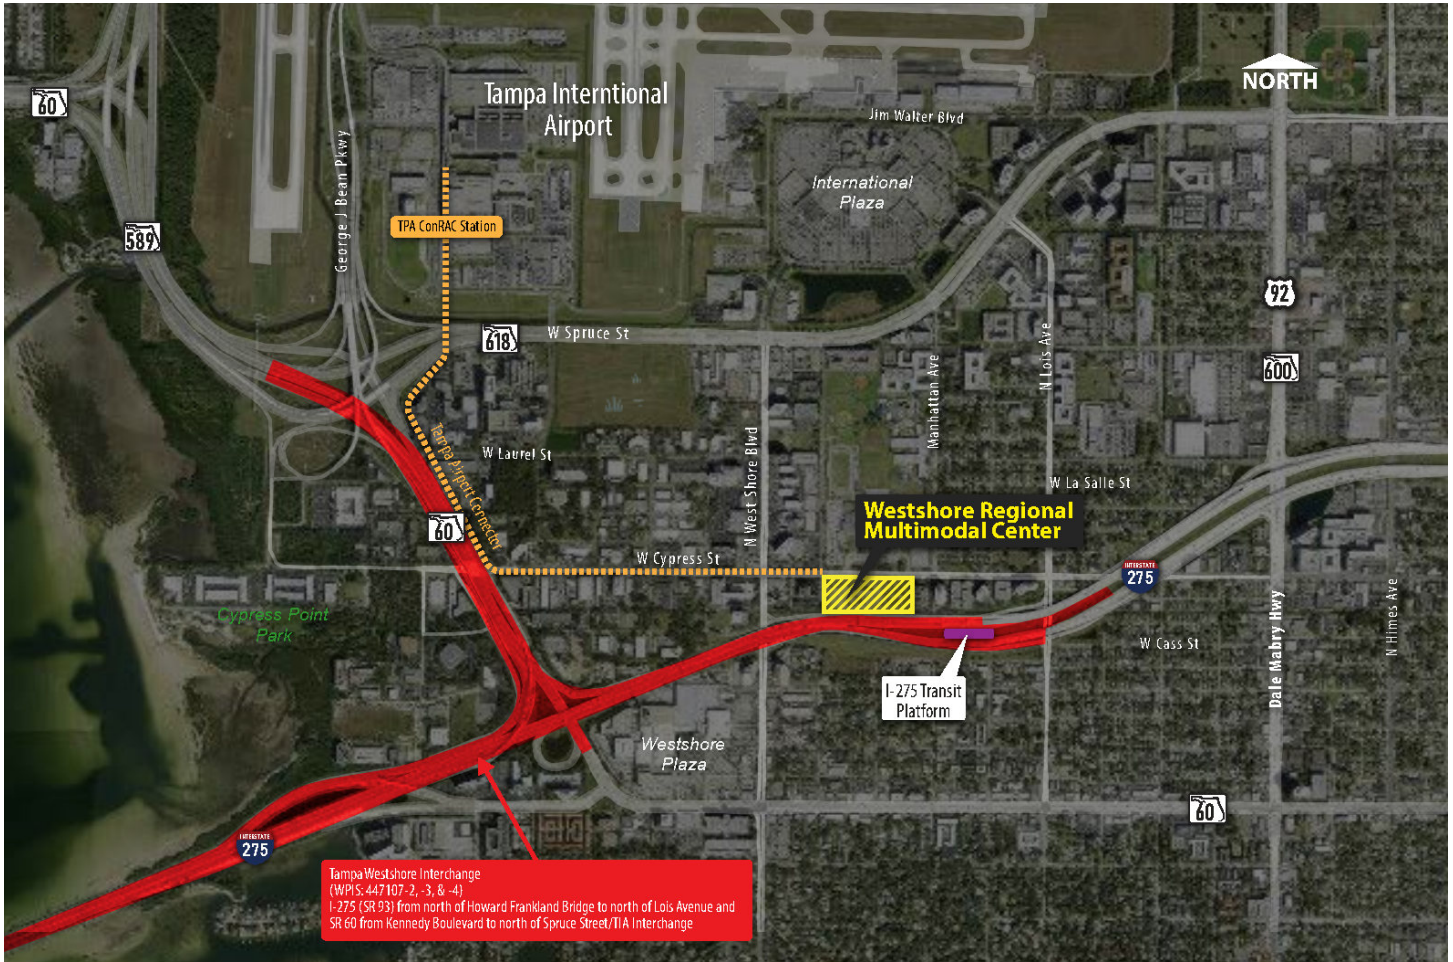 60
NORTH
Tampa Interntional
Airport
Jim Walter Blvd
George J Bean Pkwy
International
Plaza
TPA ConRAC Station
589
92
618
W Spruce St
N Lois Ave
Manhattan Ave
600
Tampa Airport Connector
W Laurel St
N West Shore Blvd
W La Salle St
Westshore Regional
Multimodal Center
60
W Cypress St
INTERSTATE
275
Cypress Point
Park
N Himes Ave
W Cass St
Dale Mabry Hwy
I-275 Transit
Platform
Westshore
Plaza
60
INTERSTATE
275
Tampa Westshore Interchange
(WPIS: 447107-2, -3, & -4)
I-275 (SR 93) from north of Howard Frankland Bridge to north of Lois Avenue and
SR 60 from Kennedy Boulevard to north of Spruce Street/TIA Interchange